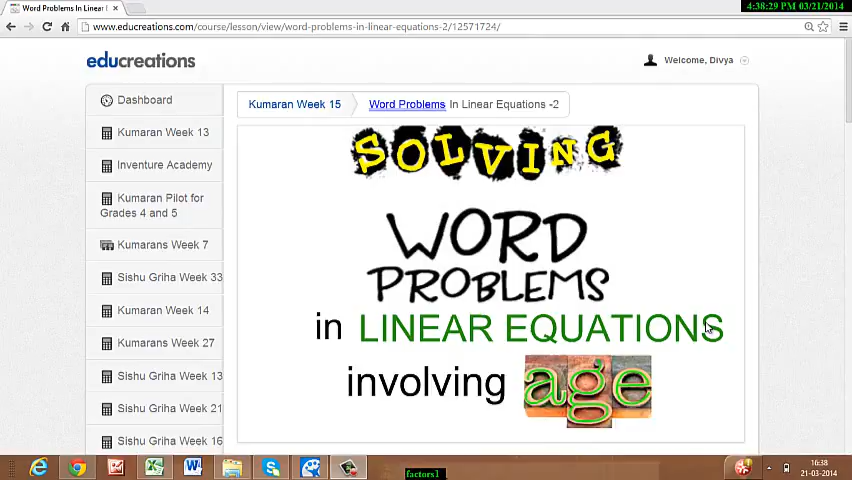 4:38:29 PM 03/21/2014
Word Problems In Linear
www.educreations.com/course/lesson/view/word-problems-in-linear-equations-2/12571724/
educreations
Welcome, Divya
Dashboard
Kumaran Week 15
Word Problems In Linear Equations -2
Kumaran Week 13
Inventure Academy
Kumaran Pilot for
Grades 4 and 5
Kumarans Week 7
Sishu Griha Week 33
Kumaran Week 14
Kumarans Week 27
Sishu Griha Week 13
Sishu Griha Week 21
Sishu Griha Week 16
SOLVING
WORD
PROBLEMS
in LINEAR EQUATIONS
involving age
factors1
16:38
21-03-2014